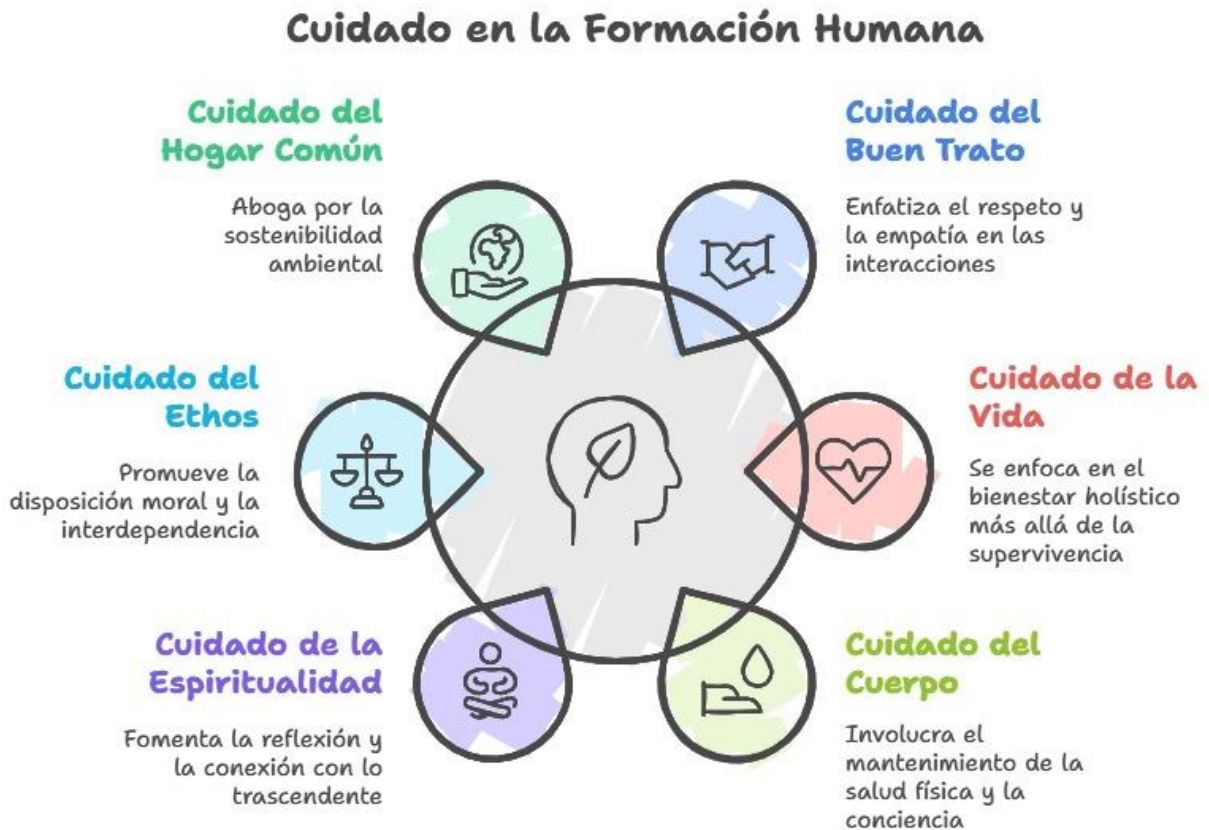 Cuidado en la Formación Humana
Cuidado del
Hogar Común
Aboga por la
sostenibilidad
ambiental
Cuidado del
Buen Trato
Enfatiza el respeto y
la empatía en las
interacciones
Cuidado del
Ethos
Promueve la
disposición moral y la
interdependencia
Cuidado de la
Vida
Se enfoca en el
bienestar holístico
más allá de la
supervivencia
Cuidado de la
Espiritualidad
Fomenta la reflexión y
la conexión con lo
trascendente
Cuidado del
Cuerpo
Involucra el
mantenimiento de la
salud física y la
conciencia